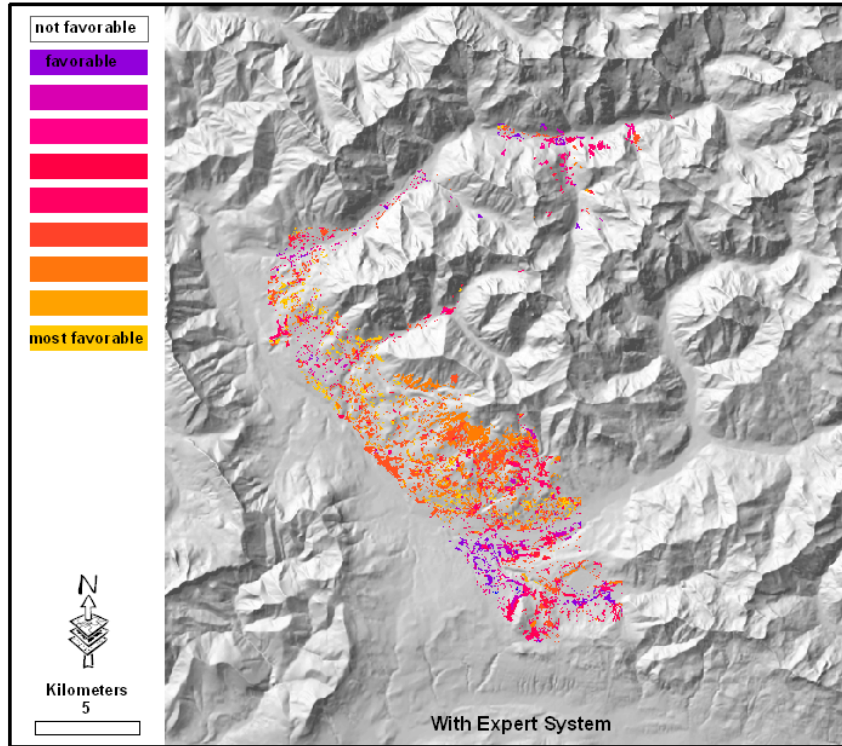 not favorable
favorable
most favorable
N
Kilometers
5
With Expert System